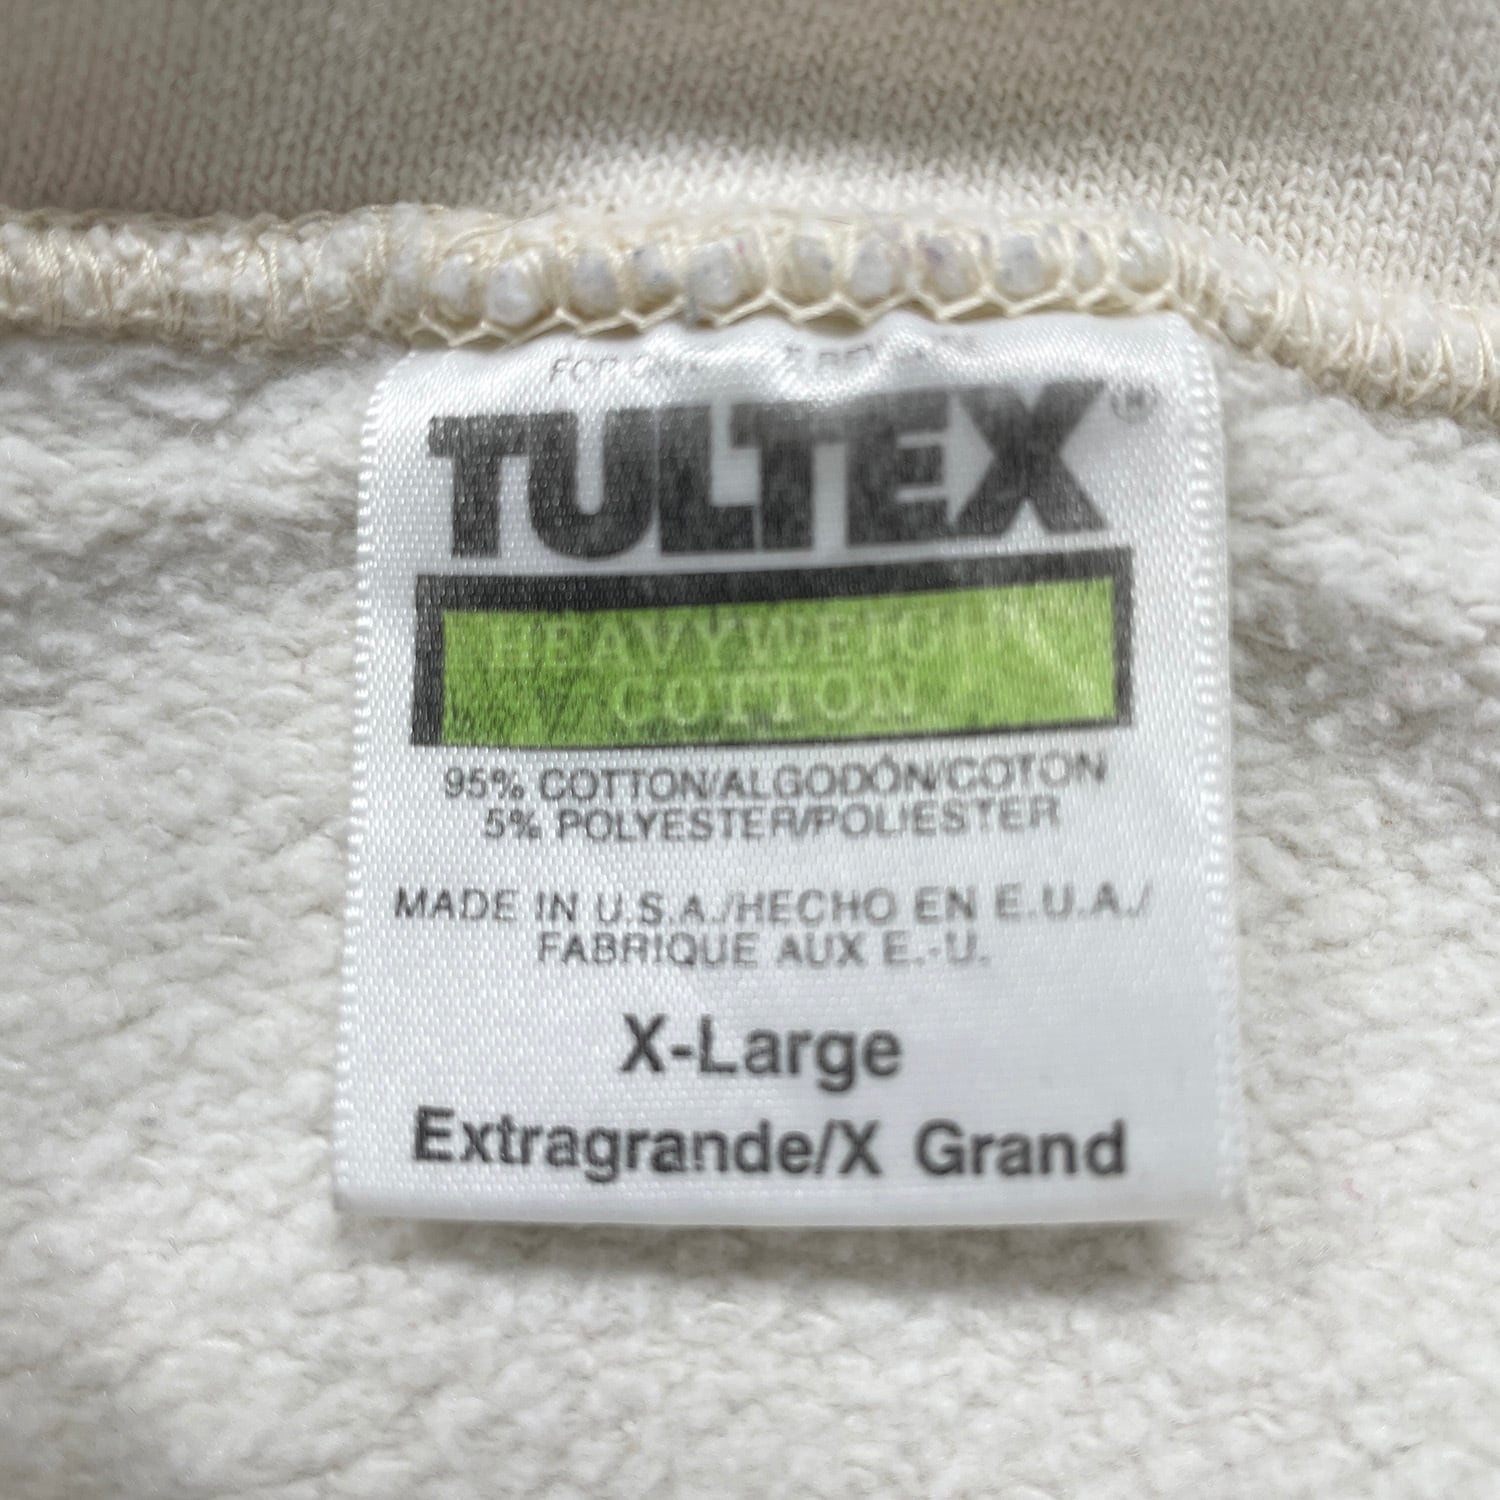 TULTEX®
HEAVYWEIGHT
COTTON
95% COTTON/ALGODÓN/COTON
5% POLYESTER/POLIESTER
MADE IN U.S.A./HECHO EN E.U.A./
FABRIQUE AUX E.-U.
X-Large
Extragrande/X Grand